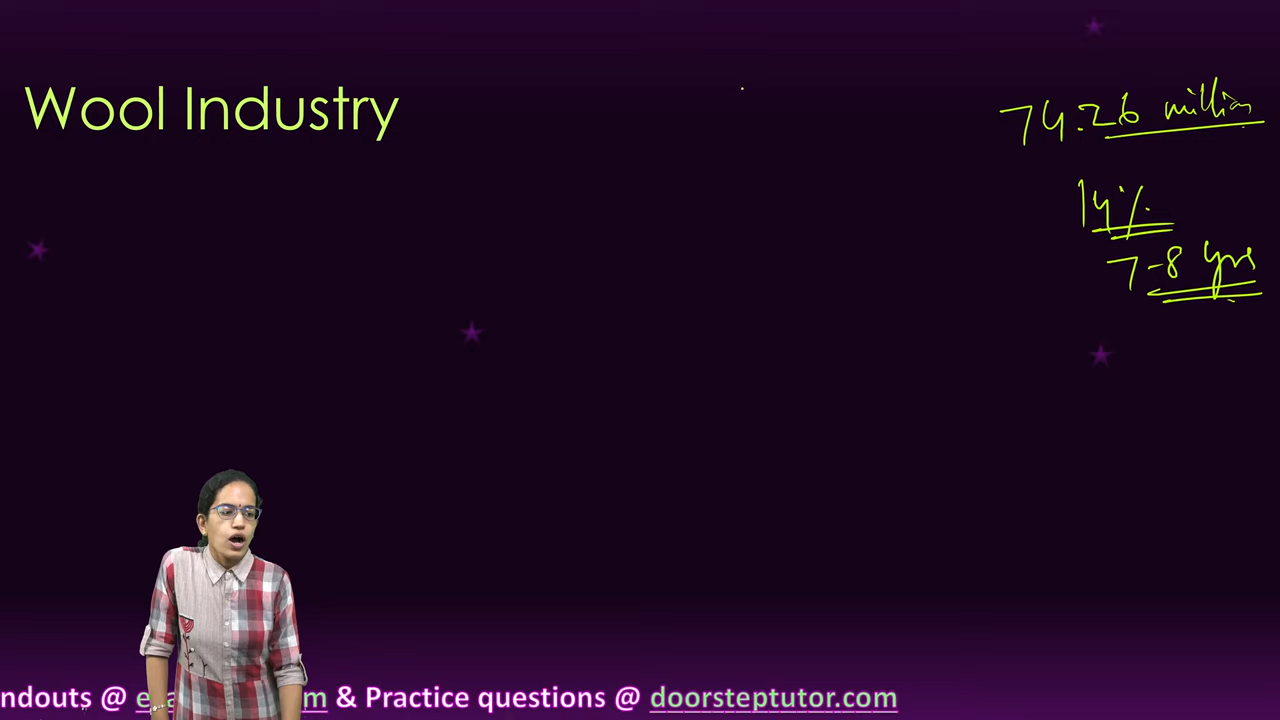 Wool Industry
74.26 million
14%
7-8 yrs
ndouts @ e m & Practice questions @ doorsteptutor.com